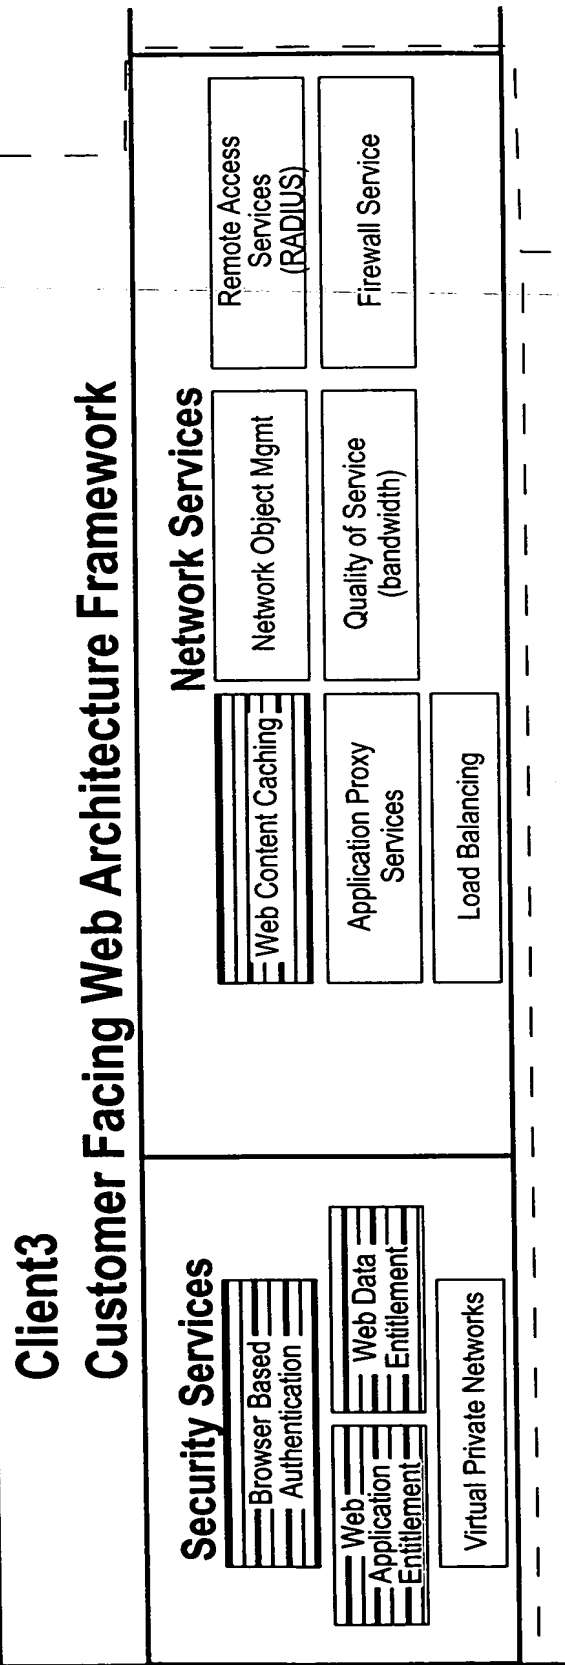 Client3
Customer Facing Web Architecture Framework
Security Services
Browser Based
Authentication
Web
Application
Entitlement
Web Data
Entitlement
Virtual Private Networks
Network Services
Web Content Caching
Network Object Mgmt
Remote Access
Services
(RADIUS)
Application Proxy
Services
Quality of Service
(bandwidth)
Firewall Service
Load Balancing